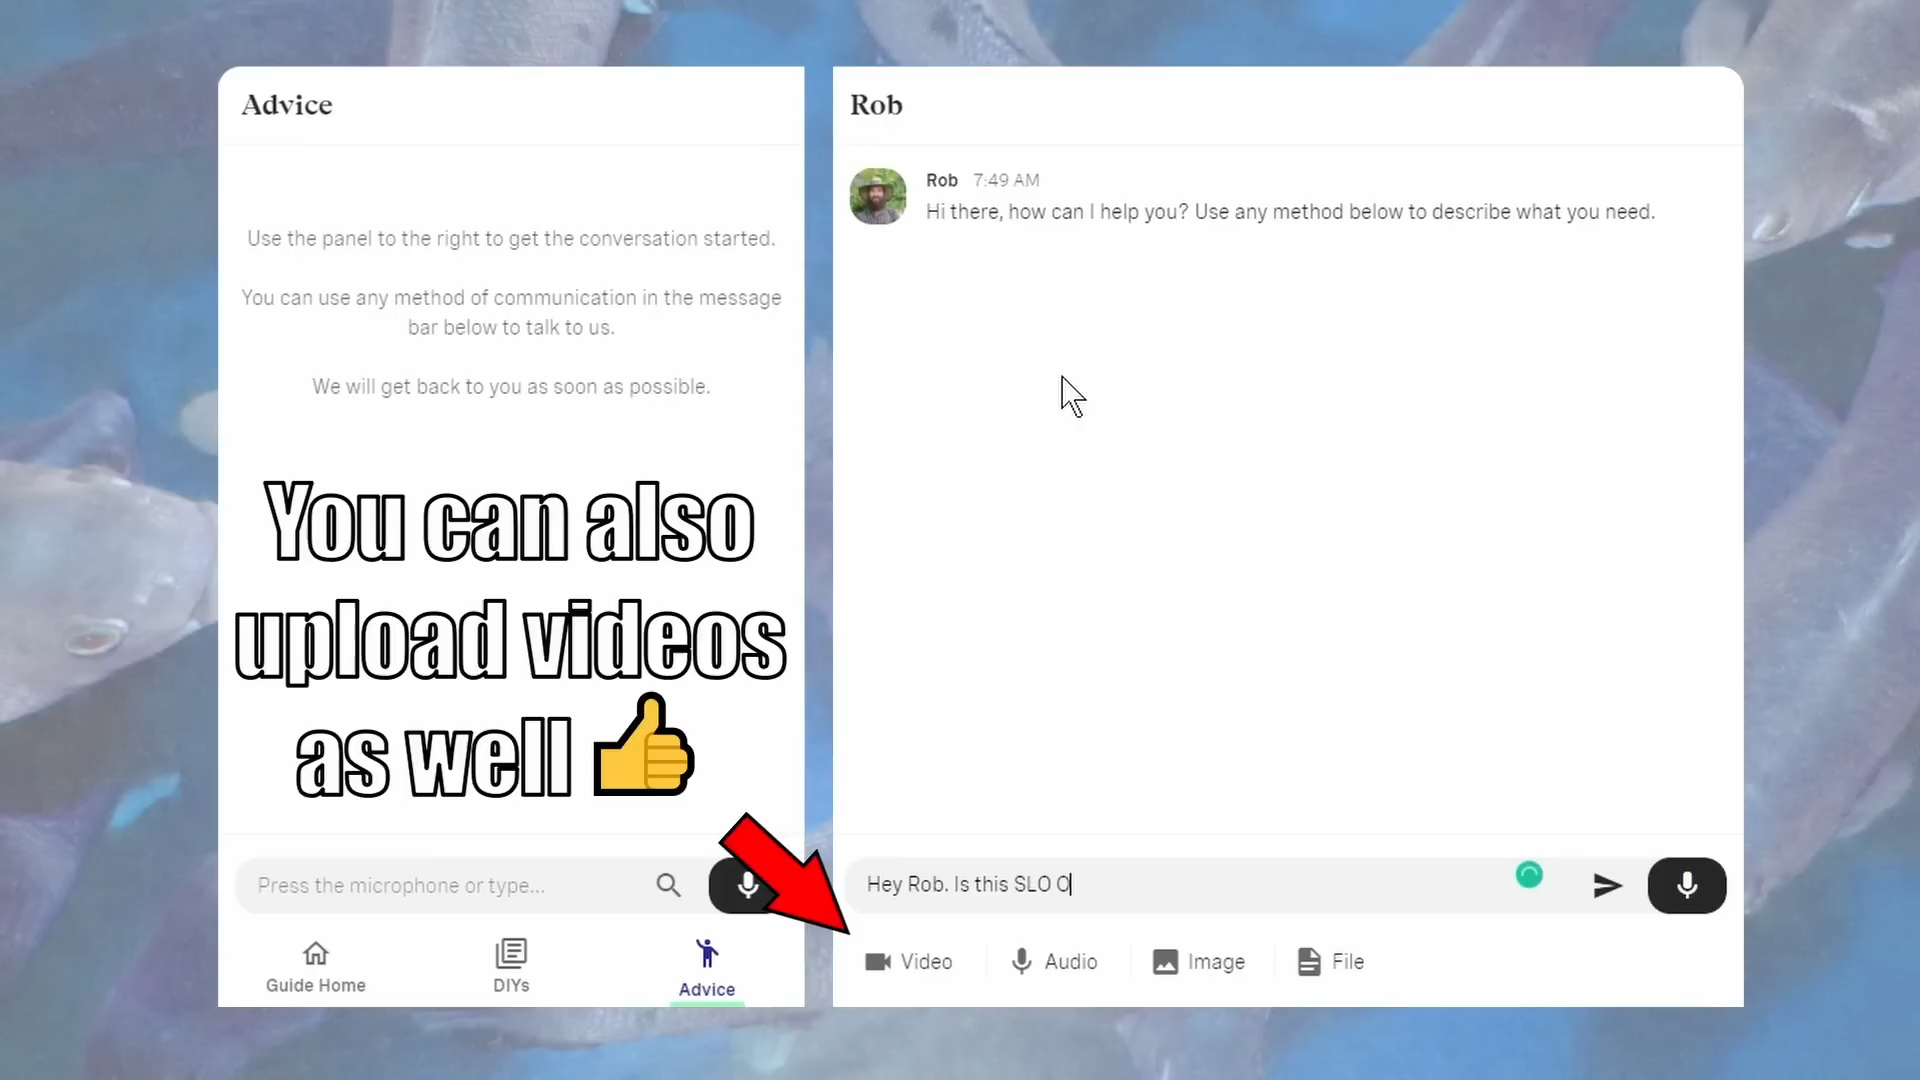 Advice
Use the panel to the right to get the conversation started.
You can use any method of communication in the message
bar below to talk to us.
We will get back to you as soon as possible.
You can also
upload videos
as well 👍
Press the microphone or type...
Guide Home
DIYs
Advice
Rob
Rob 7:49 AM
Hi there, how can I help you? Use any method below to describe what you need.
Hey Rob. Is this SLO O
Video
Audio
Image
File